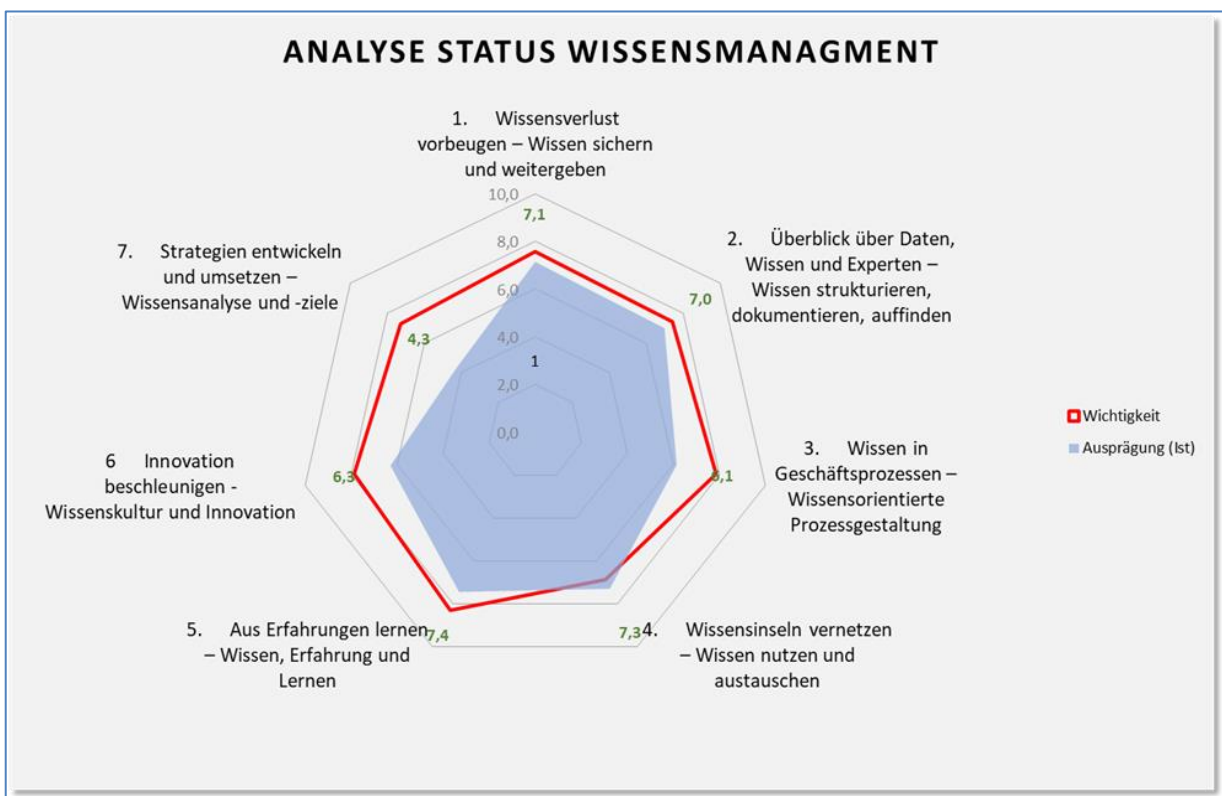 ANALYSE STATUS WISSENSMANAGMENT
1. Wissensverlust
vorbeugen – Wissen sichern
und weitergeben
10,0
7,1
8,0
6,0
4,0
1
2,0
0,0
2. Überblick über Daten,
Wissen und Experten –
Wissen strukturieren,
dokumentieren, auffinden
7,0
3. Wissen in
Geschäftsprozessen –
Wissensorientierte
Prozessgestaltung
6,1
4. Wissensinseln vernetzen
– Wissen nutzen und
austauschen
7,3
5. Aus Erfahrungen lernen
– Wissen, Erfahrung und
Lernen
7,4
6 Innovation
beschleunigen -
Wissenskultur und Innovation
6,3
7. Strategien entwickeln
und umsetzen –
Wissensanalyse und -ziele
4,3
Wichtigkeit
Ausprägung (Ist)